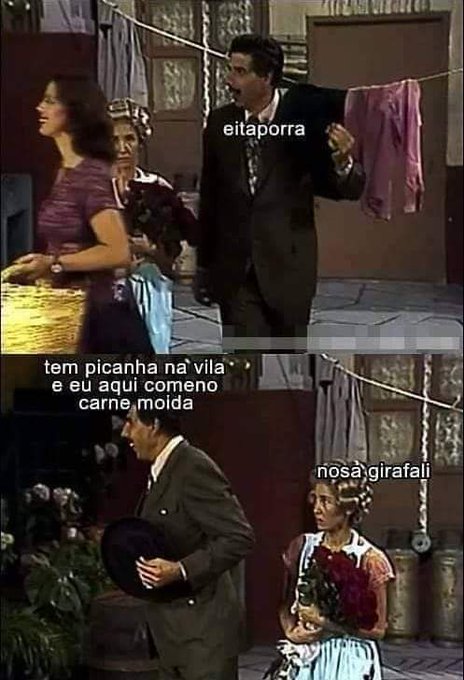 eitaporra
tem picanha na vila
e eu aqui comeno
carne moida
nosa girafali